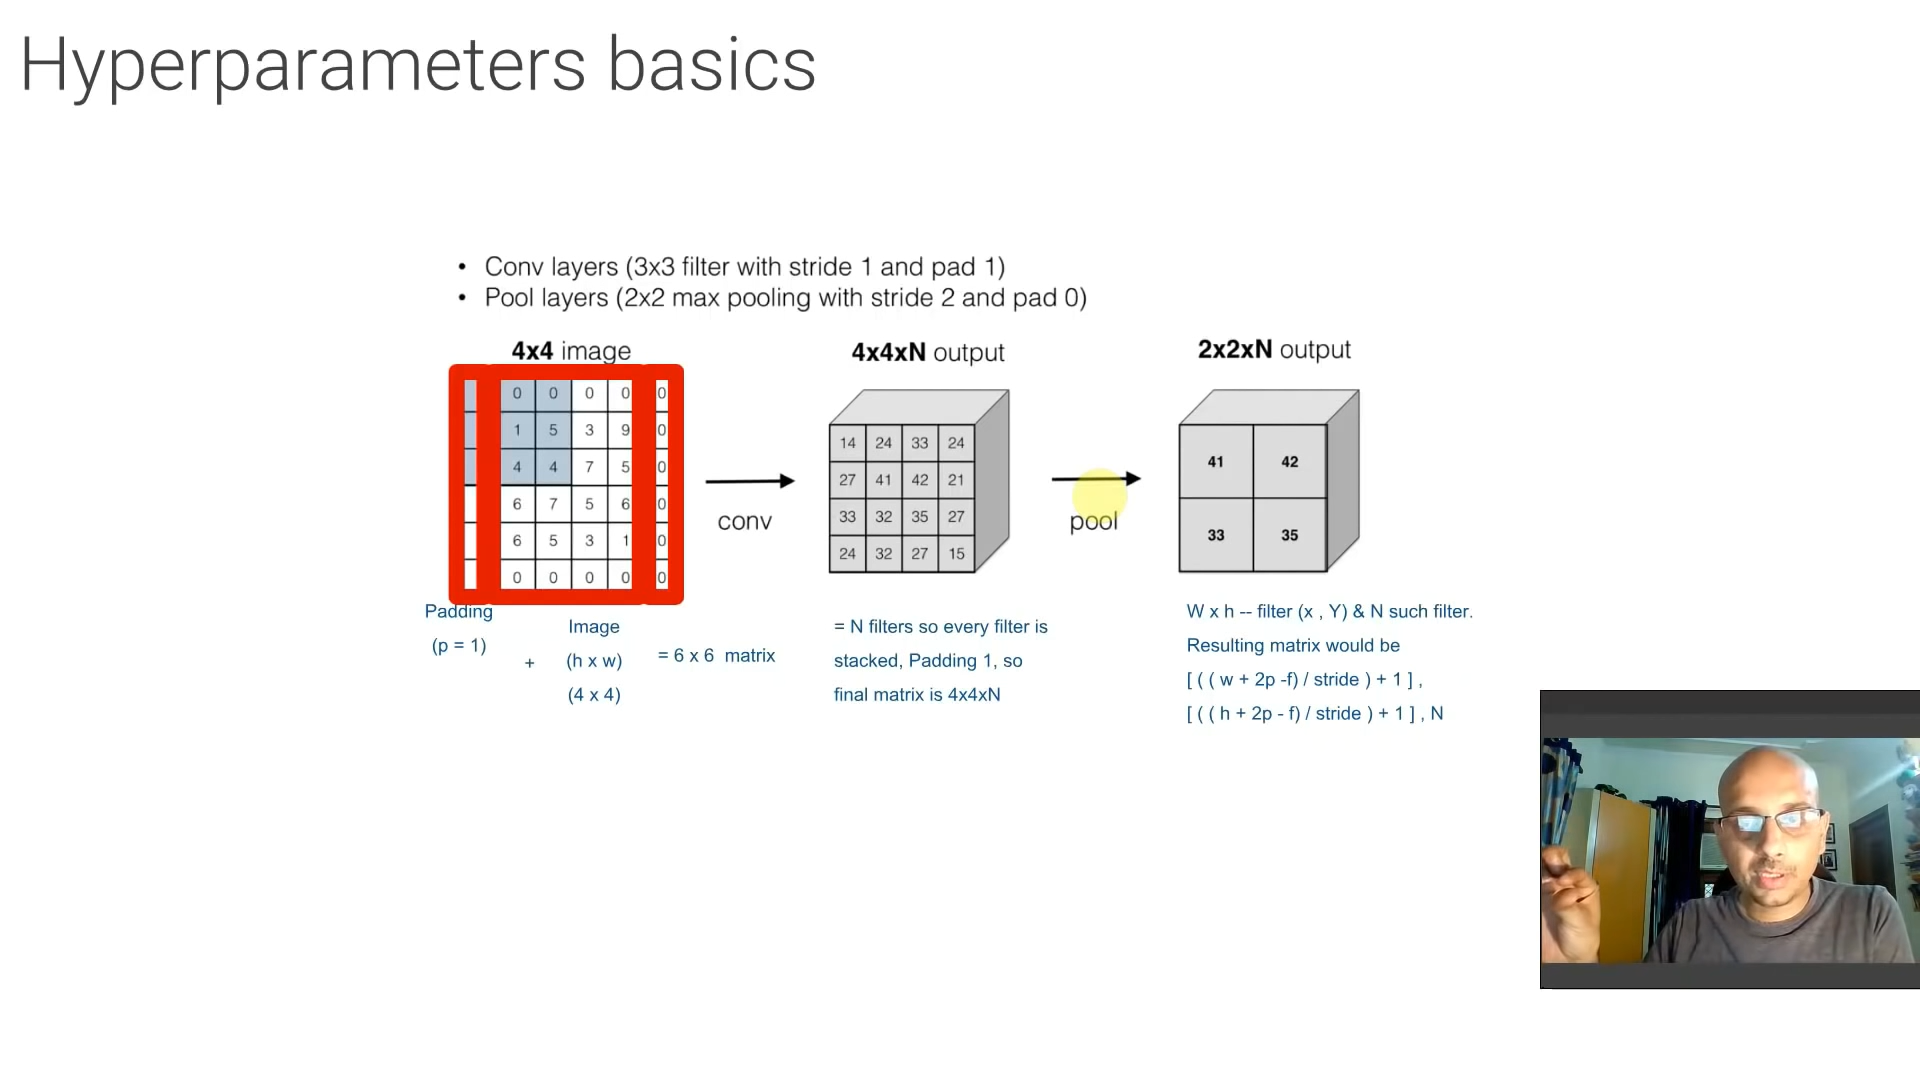 Hyperparameters basics
• Conv layers (3x3 filter with stride 1 and pad 1)
• Pool layers (2x2 max pooling with stride 2 and pad 0)
4x4 image
0 0 0 0 0
1 5 3 9 0
4 4 7 5 0
6 7 5 6 0
6 5 3 1 0
0 0 0 0 0
Padding
(p = 1)
+
Image
(h x w)
(4 x 4)
= 6 x 6 matrix
conv
4x4xN output
14 24 33 24
27 41 42 21
33 32 35 27
24 32 27 15
= N filters so every filter is
stacked, Padding 1, so
final matrix is 4x4xN
pool
2x2xN output
41 42
33 35
W x h -- filter (x , Y) & N such filter.
Resulting matrix would be
[ ( ( w + 2p -f) / stride ) + 1 ] ,
[ ( ( h + 2p - f) / stride ) + 1 ] , N